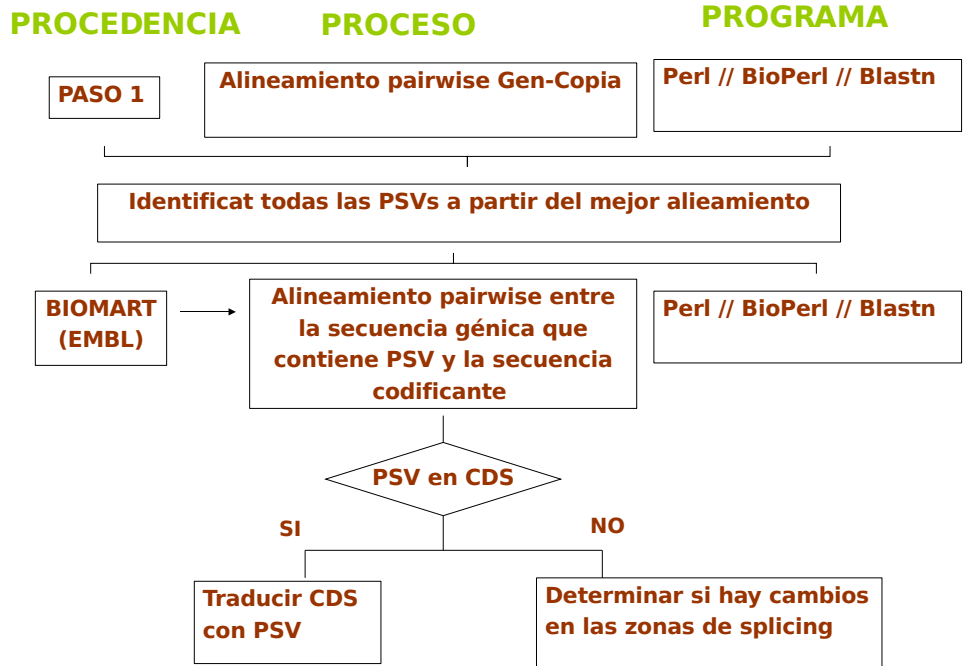 PROCEDENCIA
PROCESO
PROGRAMA
PASO 1
Alineamiento pairwise Gen-Copia
Perl // BioPerl // Blastn
Identificat todas las PSVs a partir del mejor alieamiento
BIOMART
(EMBL)
Alineamiento pairwise entre
la secuencia génica que
contiene PSV y la secuencia
codificante
Perl // BioPerl // Blastn
PSV en CDS
SI
NO
Traducir CDS
con PSV
Determinar si hay cambios
en las zonas de splicing